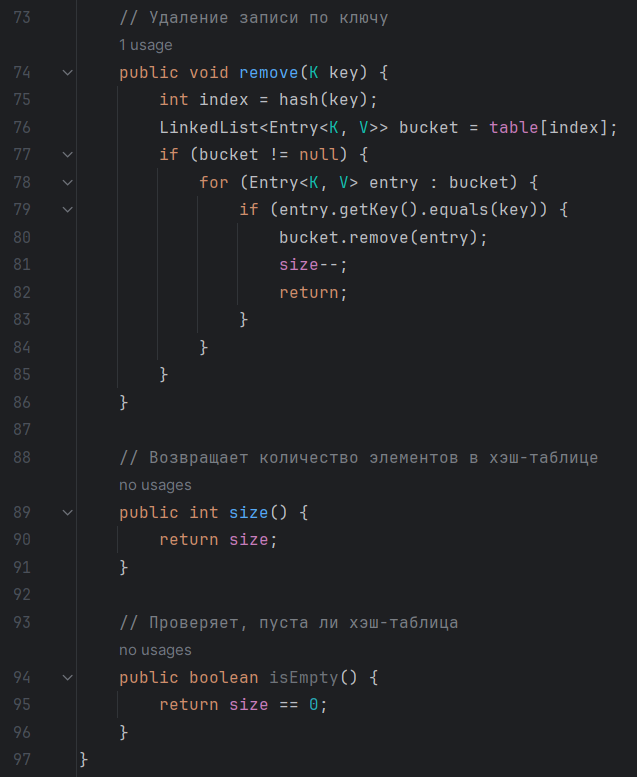 73 // Удаление записи по ключу
1 usage
74 public void remove(K key) {
75 int index = hash(key);
76 LinkedList<Entry<K, V>> bucket = table[index];
77 if (bucket != null) {
78 for (Entry<K, V> entry : bucket) {
79 if (entry.getKey().equals(key)) {
80 bucket.remove(entry);
81 size--;
82 return;
83 }
84 }
85 }
86 }
87
88 // Возвращает количество элементов в хэш-таблице
no usages
89 public int size() {
90 return size;
91 }
92
93 // Проверяет, пуста ли хэш-таблица
no usages
94 public boolean isEmpty() {
95 return size == 0;
96 }
97 }